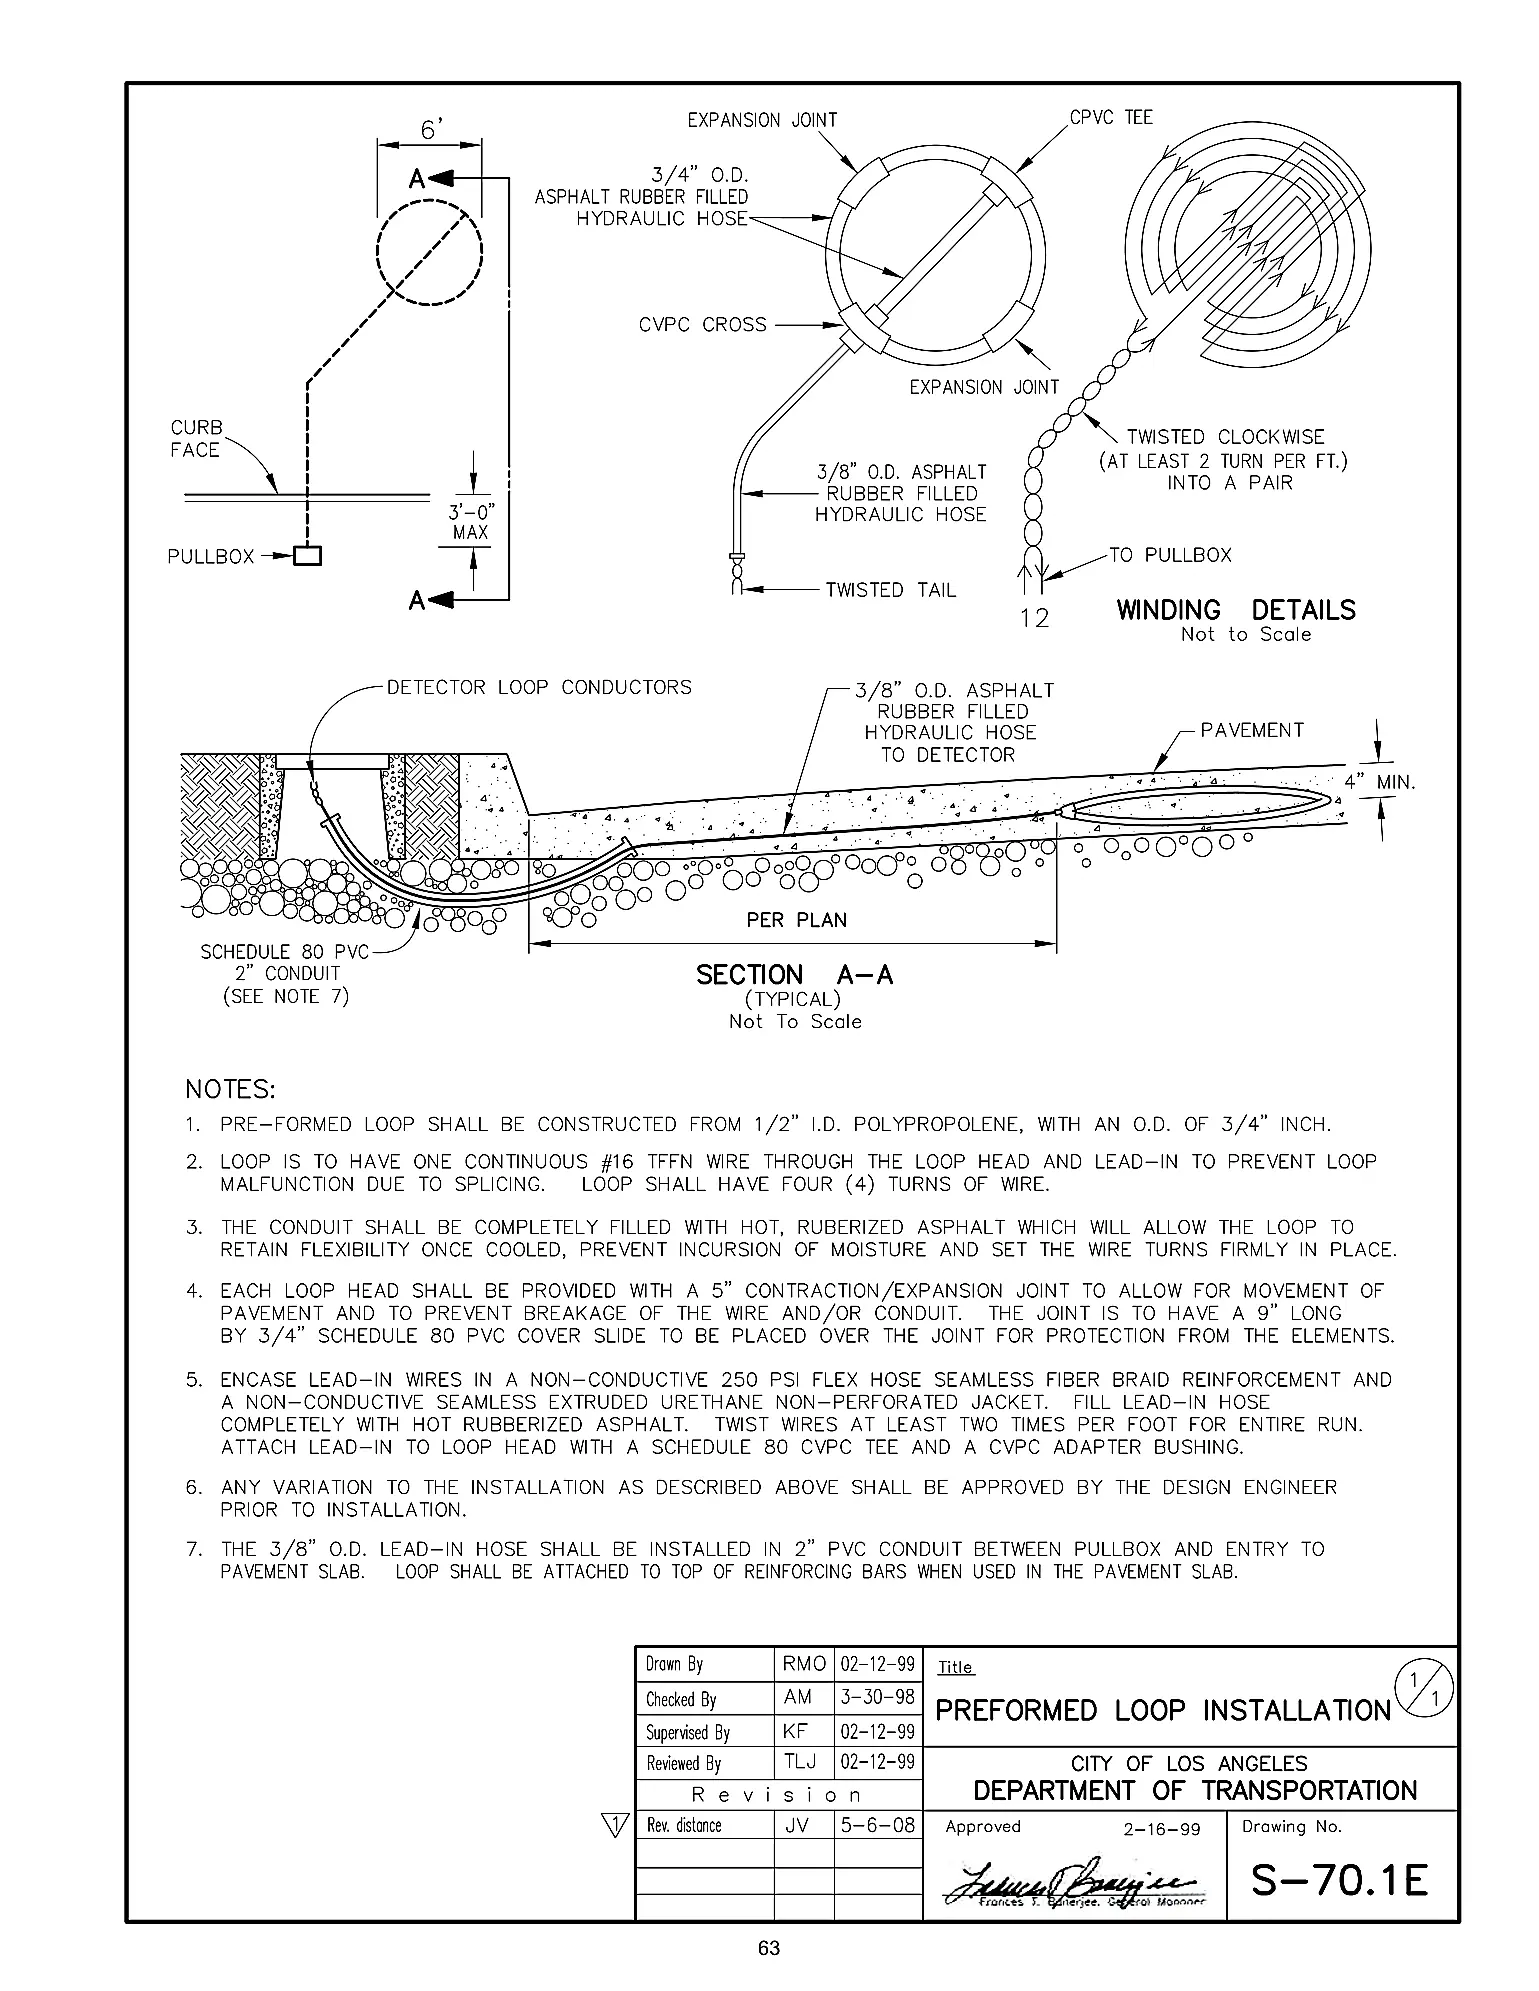 6'
A
CURB
FACE
3'-0"
MAX
PULLBOX
A
EXPANSION JOINT
CPVC TEE
3/4" O.D.
ASPHALT RUBBER FILLED
HYDRAULIC HOSE
CVPC CROSS
EXPANSION JOINT
3/8" O.D. ASPHALT
RUBBER FILLED
HYDRAULIC HOSE
TWISTED TAIL
TWISTED CLOCKWISE
(AT LEAST 2 TURN PER FT.)
INTO A PAIR
TO PULLBOX
12
WINDING DETAILS
Not to Scale
DETECTOR LOOP CONDUCTORS
3/8" O.D. ASPHALT
RUBBER FILLED
HYDRAULIC HOSE
TO DETECTOR
PAVEMENT
4" MIN.
PER PLAN
SCHEDULE 80 PVC
2" CONDUIT
(SEE NOTE 7)
SECTION A-A
(TYPICAL)
Not To Scale
NOTES:
1. PRE-FORMED LOOP SHALL BE CONSTRUCTED FROM 1/2" I.D. POLYPROPOLENE, WITH AN O.D. OF 3/4" INCH.
2. LOOP IS TO HAVE ONE CONTINUOUS #16 TFFN WIRE THROUGH THE LOOP HEAD AND LEAD-IN TO PREVENT LOOP
MALFUNCTION DUE TO SPLICING. LOOP SHALL HAVE FOUR (4) TURNS OF WIRE.
3. THE CONDUIT SHALL BE COMPLETELY FILLED WITH HOT, RUBERIZED ASPHALT WHICH WILL ALLOW THE LOOP TO
RETAIN FLEXIBILITY ONCE COOLED, PREVENT INCURSION OF MOISTURE AND SET THE WIRE TURNS FIRMLY IN PLACE.
4. EACH LOOP HEAD SHALL BE PROVIDED WITH A 5" CONTRACTION/EXPANSION JOINT TO ALLOW FOR MOVEMENT OF
PAVEMENT AND TO PREVENT BREAKAGE OF THE WIRE AND/OR CONDUIT. THE JOINT IS TO HAVE A 9" LONG
BY 3/4" SCHEDULE 80 PVC COVER SLIDE TO BE PLACED OVER THE JOINT FOR PROTECTION FROM THE ELEMENTS.
5. ENCASE LEAD-IN WIRES IN A NON-CONDUCTIVE 250 PSI FLEX HOSE SEAMLESS FIBER BRAID REINFORCEMENT AND
A NON-CONDUCTIVE SEAMLESS EXTRUDED URETHANE NON-PERFORATED JACKET. FILL LEAD-IN HOSE
COMPLETELY WITH HOT RUBBERIZED ASPHALT. TWIST WIRES AT LEAST TWO TIMES PER FOOT FOR ENTIRE RUN.
ATTACH LEAD-IN TO LOOP HEAD WITH A SCHEDULE 80 CVPC TEE AND A CVPC ADAPTER BUSHING.
6. ANY VARIATION TO THE INSTALLATION AS DESCRIBED ABOVE SHALL BE APPROVED BY THE DESIGN ENGINEER
PRIOR TO INSTALLATION.
7. THE 3/8" O.D. LEAD-IN HOSE SHALL BE INSTALLED IN 2" PVC CONDUIT BETWEEN PULLBOX AND ENTRY TO
PAVEMENT SLAB. LOOP SHALL BE ATTACHED TO TOP OF REINFORCING BARS WHEN USED IN THE PAVEMENT SLAB.
Drawn By RMO 02-12-99
Checked By AM 3-30-98
Supervised By KF 02-12-99
Reviewed By TLJ 02-12-99
Revision
1 Rev. distance JV 5-6-08
Title
PREFORMED LOOP INSTALLATION
1/1
CITY OF LOS ANGELES
DEPARTMENT OF TRANSPORTATION
Approved 2-16-99
Frances T. Banerjee, General Manager
Drawing No.
S-70.1E
63